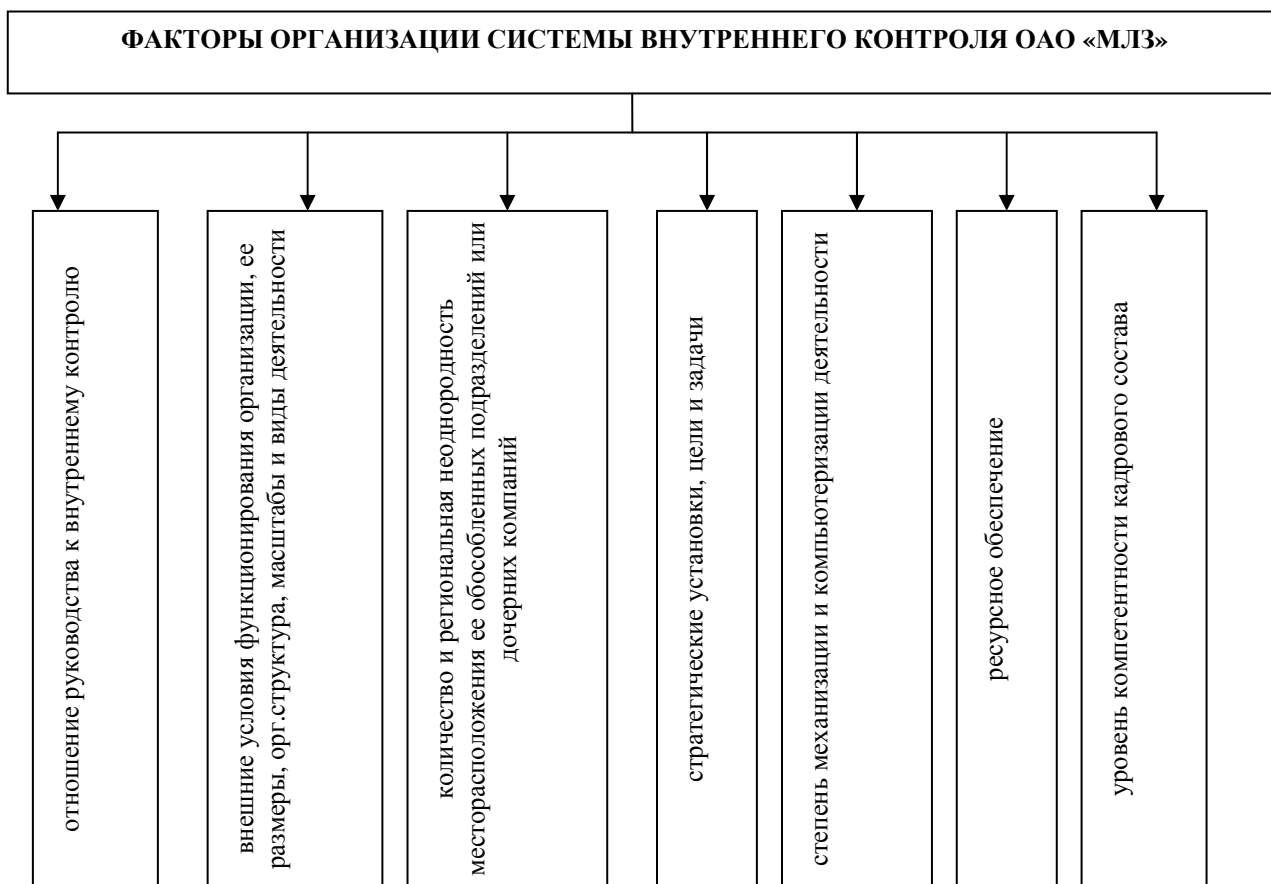 ФАКТОРЫ ОРГАНИЗАЦИИ СИСТЕМЫ ВНУТРЕННЕГО КОНТРОЛЯ ОАО «МЛЗ»
отношение руководства к внутреннему контролю
внешние условия функционирования организации, ее
размеры, орг.структура, масштабы и виды деятельности
количество и региональная неоднородность
месторасположения ее обособленных подразделений или
дочерних компаний
стратегические установки, цели и задачи
степень механизации и компьютеризации деятельности
ресурсное обеспечение
уровень компетентности кадрового состава